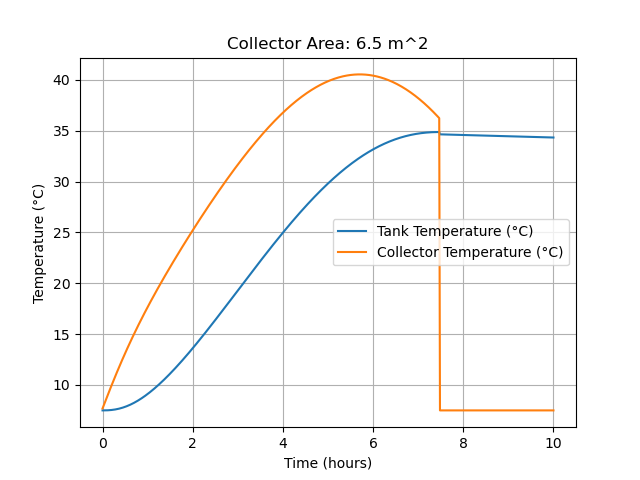 Collector Area: 6.5 m^2
40
35
30
25
20
15
10
Temperature (°C)
Tank Temperature (°C)
Collector Temperature (°C)
0
2
4
6
8
10
Time (hours)